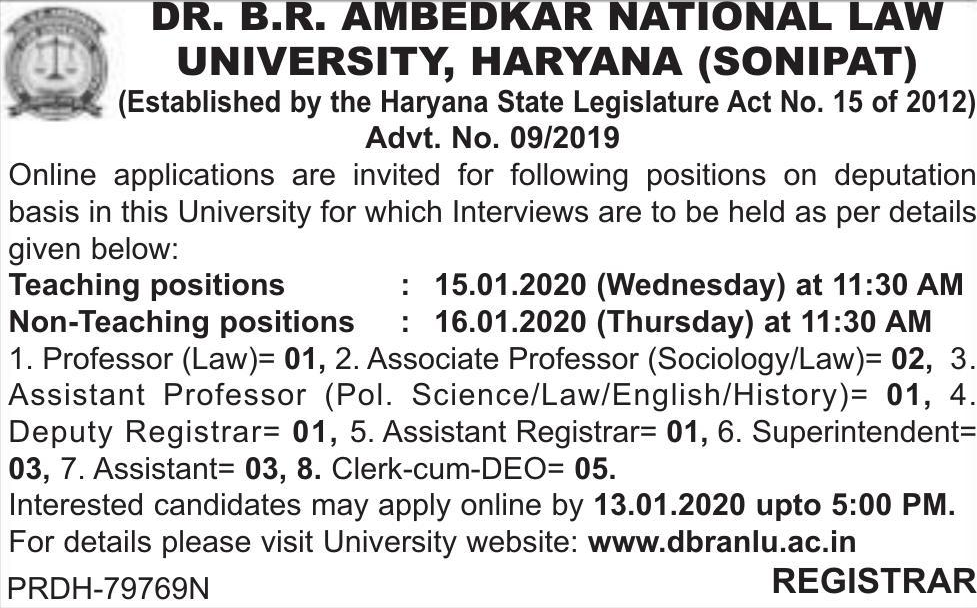 DR. B.R. AMBEDKAR NATIONAL LAW
UNIVERSITY, HARYANA (SONIPAT)
(Established by the Haryana State Legislature Act No. 15 of 2012)
Advt. No. 09/2019
Online applications are invited for following positions on deputation
basis in this University for which Interviews are to be held as per details
given below:
Teaching positions : 15.01.2020 (Wednesday) at 11:30 AM
Non-Teaching positions : 16.01.2020 (Thursday) at 11:30 AM
1. Professor (Law)= 01, 2. Associate Professor (Sociology/Law)= 02, 3.
Assistant Professor (Pol. Science/Law/English/History)= 01, 4.
Deputy Registrar= 01, 5. Assistant Registrar= 01, 6. Superintendent=
03, 7. Assistant= 03, 8. Clerk-cum-DEO= 05.
Interested candidates may apply online by 13.01.2020 upto 5:00 PM.
For details please visit University website: www.dbranlu.ac.in
PRDH-79769N REGISTRAR